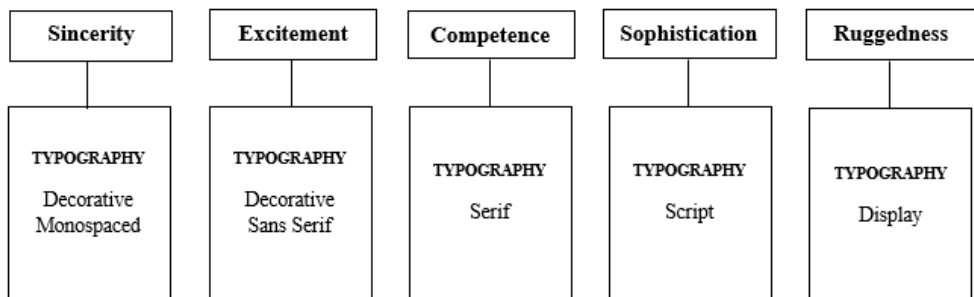 Sincerity
Excitement
Competence
Sophistication
Ruggedness
TYPOGRAPHY
Decorative
Monospaced
TYPOGRAPHY
Decorative
Sans Serif
TYPOGRAPHY
Serif
TYPOGRAPHY
Script
TYPOGRAPHY
Display